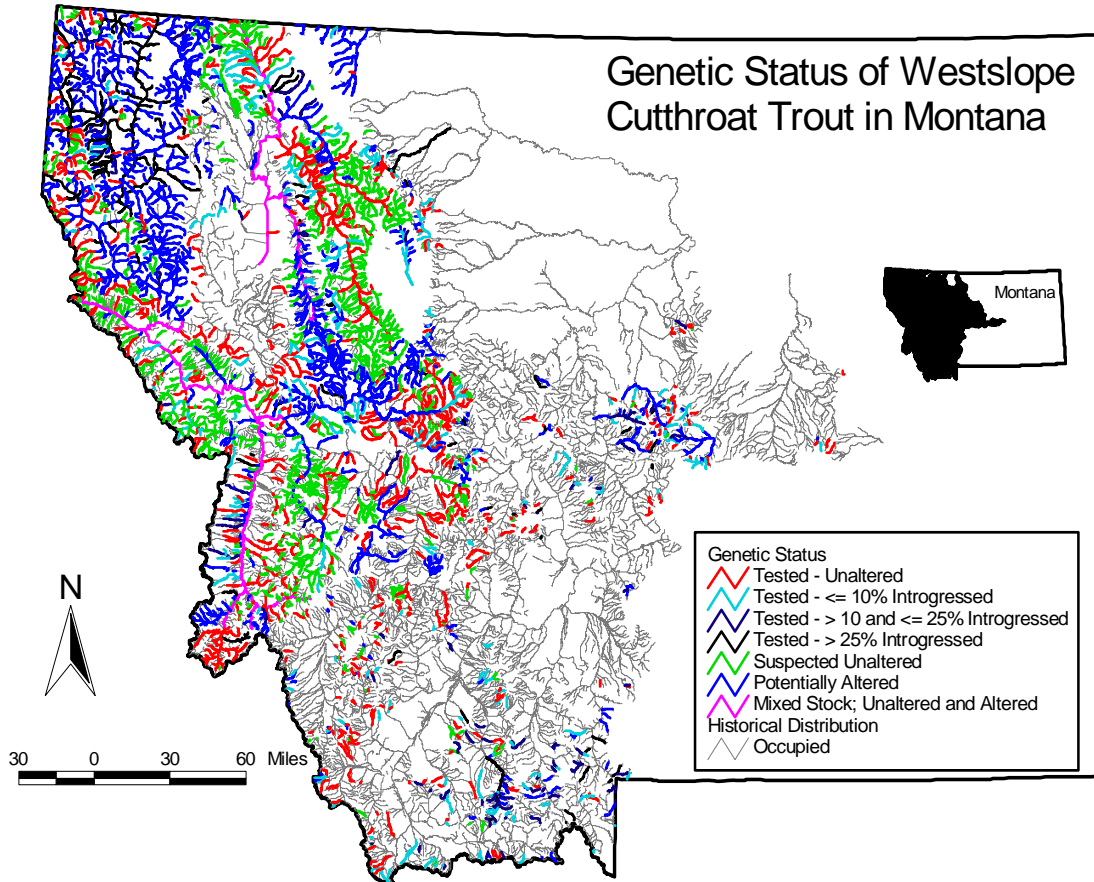 Genetic Status of Westslope
Cutthroat Trout in Montana
Montana
N
30 0 30 60 Miles
Genetic Status
Tested - Unaltered
Tested - <= 10% Introgressed
Tested - > 10 and <= 25% Introgressed
Tested - > 25% Introgressed
Suspected Unaltered
Potentially Altered
Mixed Stock; Unaltered and Altered
Historical Distribution
Occupied